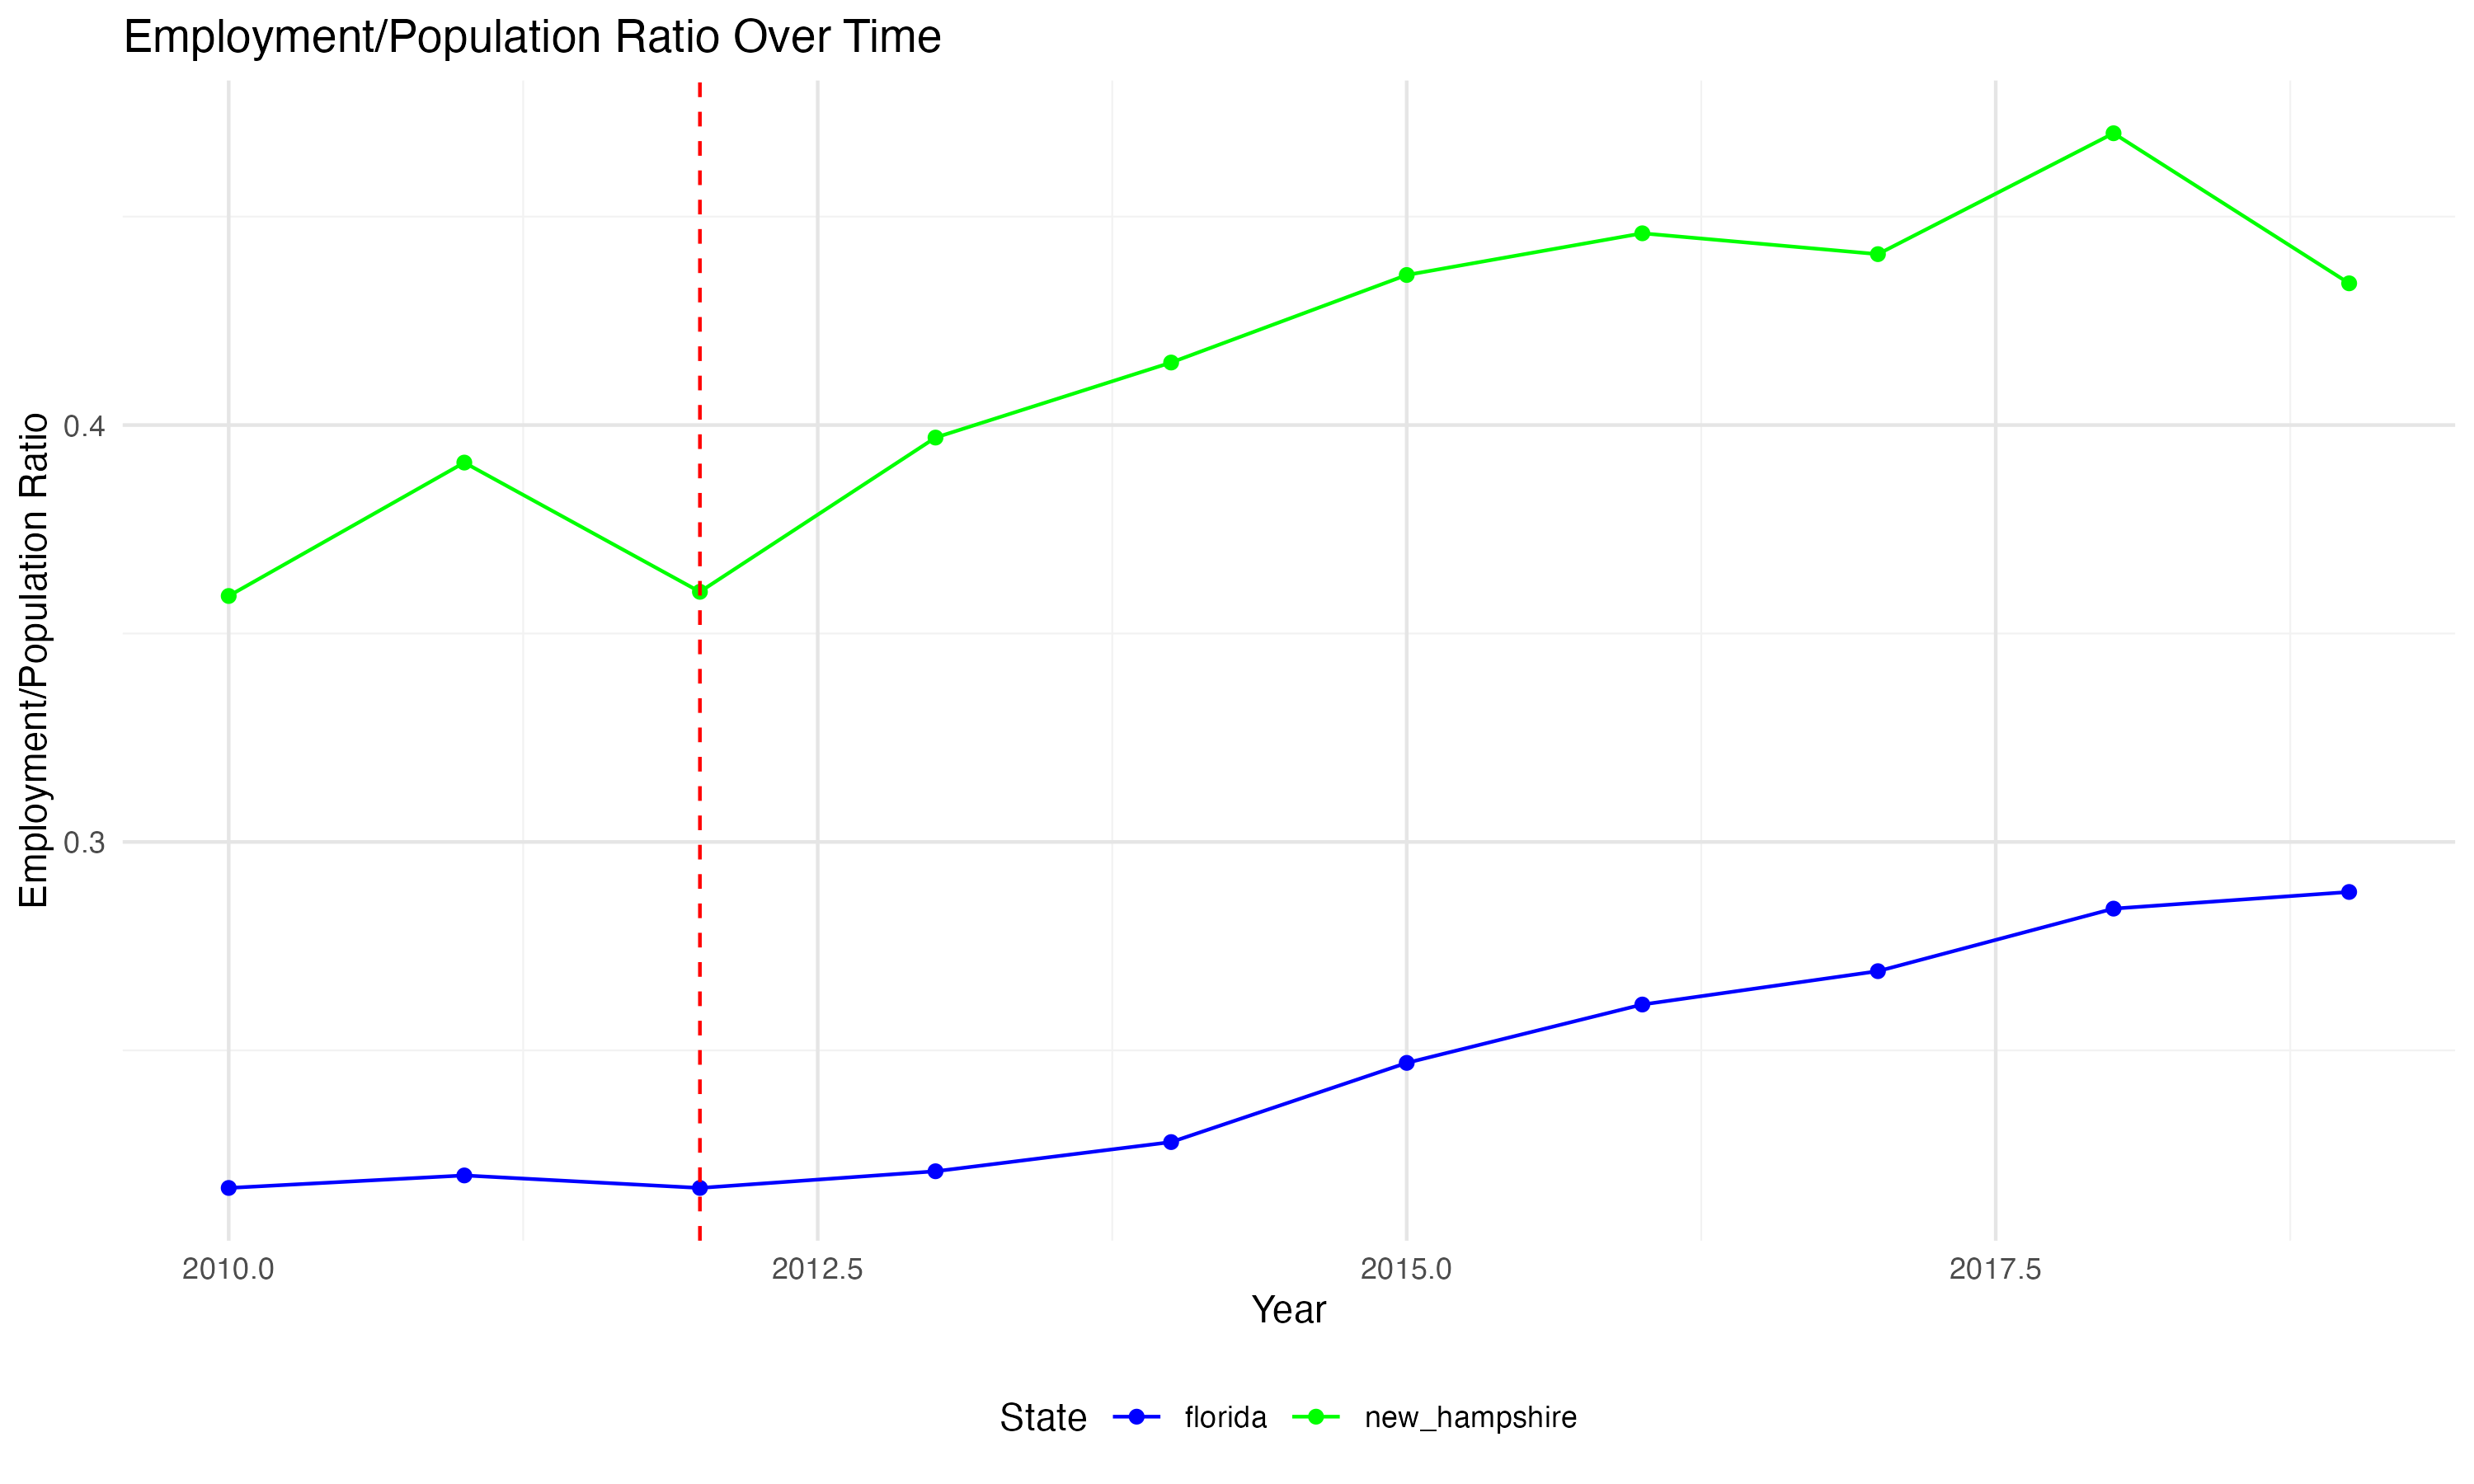 Employment/Population Ratio Over Time
Employment/Population Ratio
0.4
0.3
2010.0 2012.5 2015.0 2017.5
Year
State florida new_hampshire